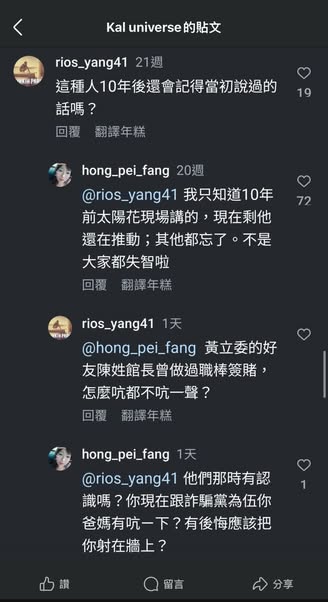 Kal universe的貼文
rios_yang41 21週
這種人10年後還會記得當初說過的
話嗎？
19
回覆 翻譯年糕
hong_pei_fang 20週
@rios_yang41 我只知道10年
前太陽花現場講的，現在剩他
還在推動；其他都忘了。不是
大家都失智啦
72
回覆 翻譯年糕
rios_yang41 1天
@hong_pei_fang 黃立委的好
友陳姓館長曾做過職棒簽賭，
怎麼吭都不吭一聲？
回覆 翻譯年糕
hong_pei_fang 1天
@rios_yang41 他們那時有認
識嗎？你現在跟詐騙黨為伍你
爸媽有吭一下？有後悔應該把
你射在牆上？
1
讚 留言 分享